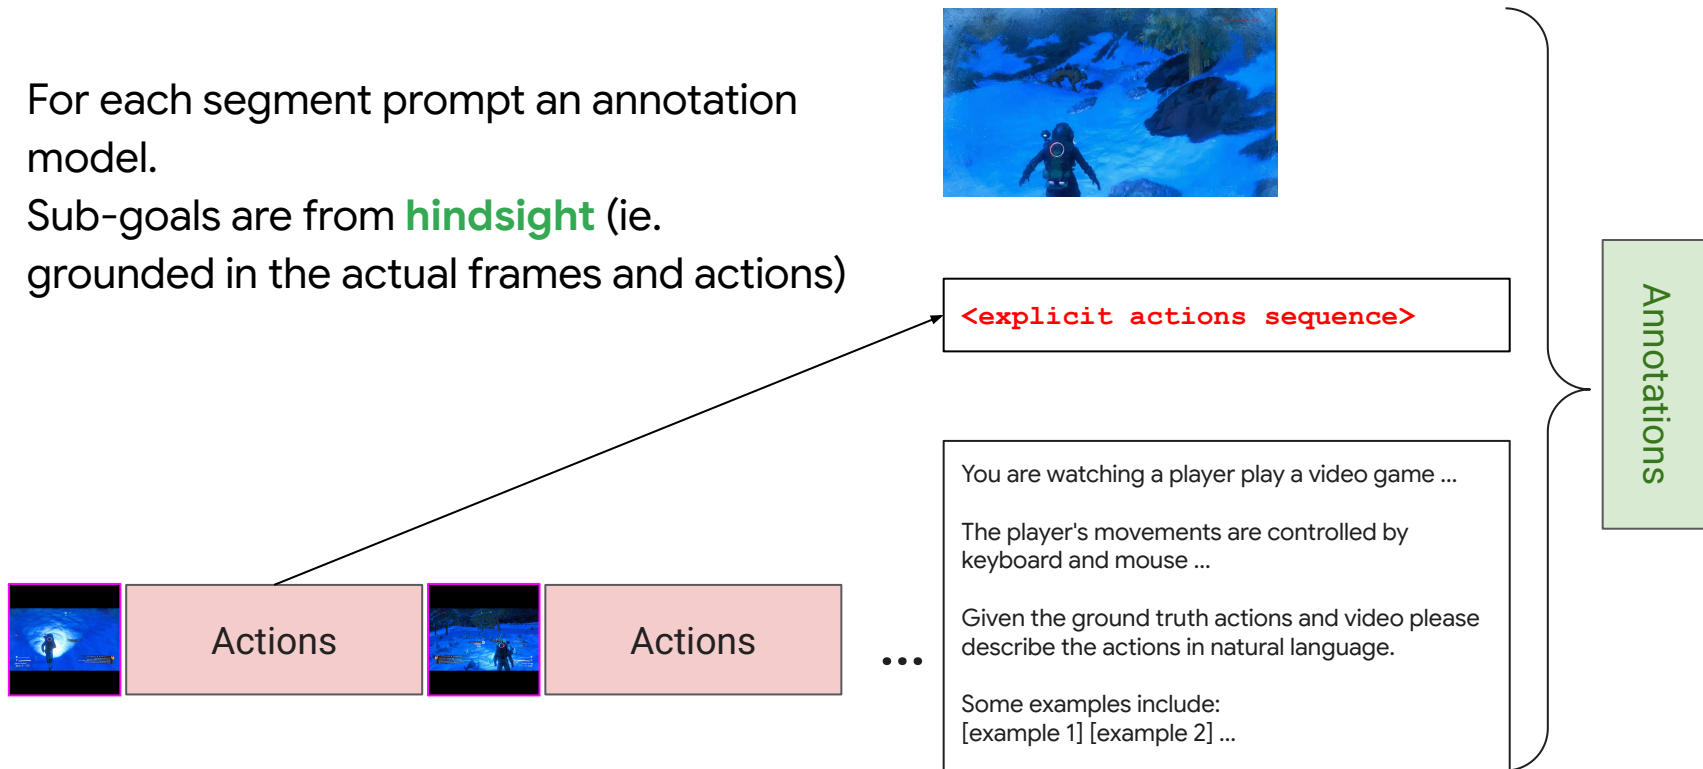 For each segment prompt an annotation
model.
Sub-goals are from hindsight (ie.
grounded in the actual frames and actions)
<explicit actions sequence>
Annotations
You are watching a player play a video game ...
The player's movements are controlled by
keyboard and mouse ...
Given the ground truth actions and video please
describe the actions in natural language.
Some examples include:
[example 1] [example 2] ...
Actions
Actions
...